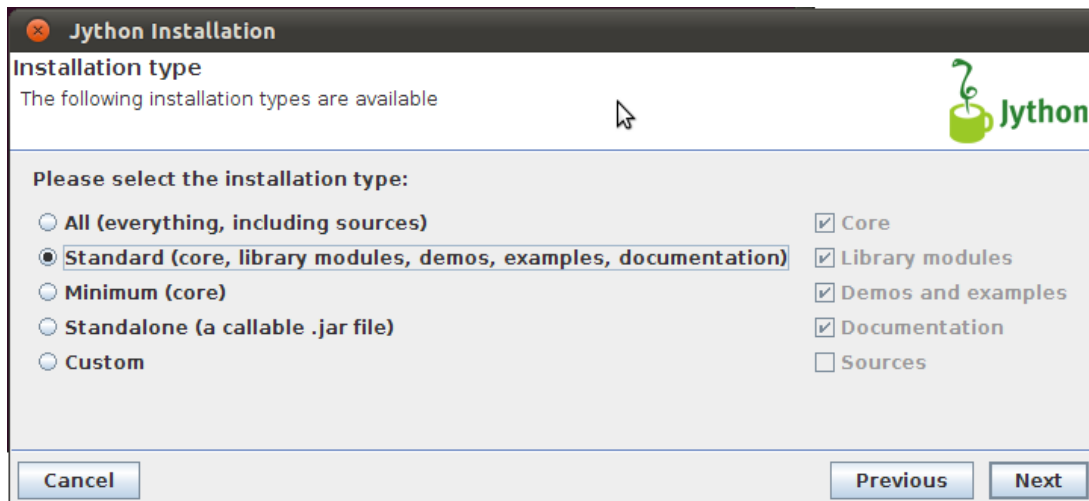 Jython Installation
Installation type
The following installation types are available
Jython
Please select the installation type:
All (everything, including sources)
Core
Standard (core, library modules, demos, examples, documentation)
Library modules
Minimum (core)
Demos and examples
Standalone (a callable .jar file)
Documentation
Custom
Sources
Cancel
Previous
Next